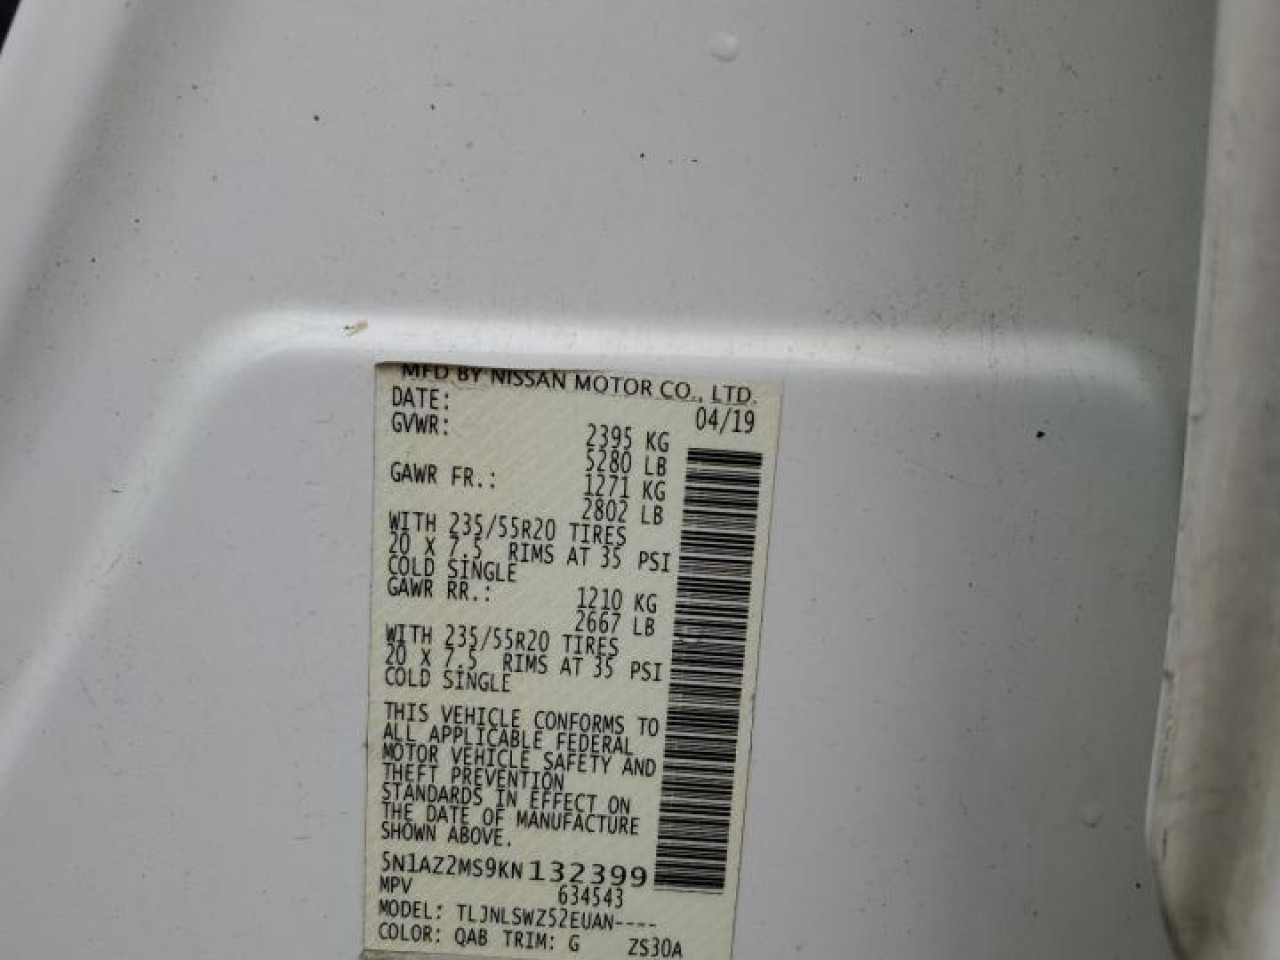 MFD BY NISSAN MOTOR CO., LTD.
DATE: 04/19
GVWR: 2395 KG
5280 LB
GAWR FR.: 1271 KG
2802 LB
WITH 235/55R20 TIRES
20 X 7.5 RIMS AT 35 PSI
COLD SINGLE
GAWR RR.: 1210 KG
2667 LB
WITH 235/55R20 TIRES
20 X 7.5 RIMS AT 35 PSI
COLD SINGLE
THIS VEHICLE CONFORMS TO
ALL APPLICABLE FEDERAL
MOTOR VEHICLE SAFETY AND
THEFT PREVENTION
STANDARDS IN EFFECT ON
THE DATE OF MANUFACTURE
SHOWN ABOVE.
5N1AZ2MS9KN132399
MPV 634543
MODEL: TLJNLSWZ52EUAN----
COLOR: QAB TRIM: G ZS30A